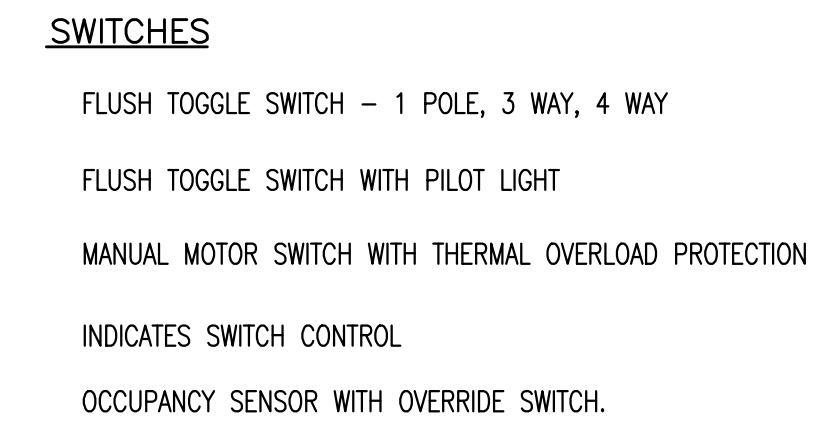 SWITCHES
FLUSH TOGGLE SWITCH – 1 POLE, 3 WAY, 4 WAY
FLUSH TOGGLE SWITCH WITH PILOT LIGHT
MANUAL MOTOR SWITCH WITH THERMAL OVERLOAD PROTECTION
INDICATES SWITCH CONTROL
OCCUPANCY SENSOR WITH OVERRIDE SWITCH.